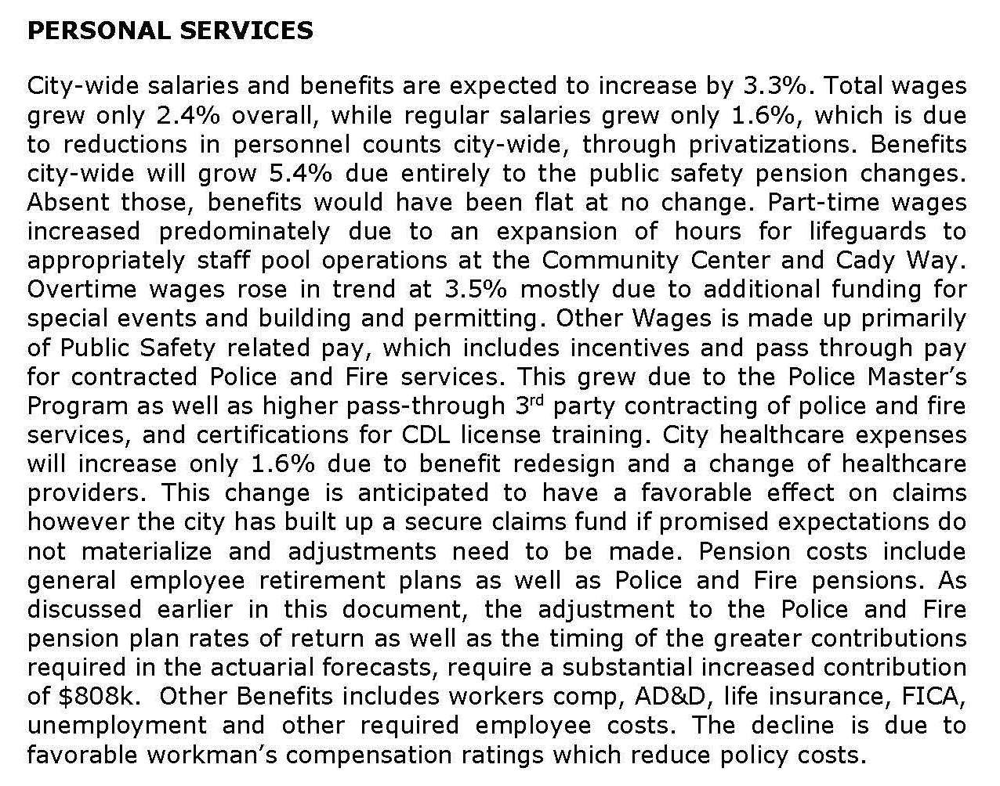 PERSONAL SERVICES
City-wide salaries and benefits are expected to increase by 3.3%. Total wages
grew only 2.4% overall, while regular salaries grew only 1.6%, which is due
to reductions in personnel counts city-wide, through privatizations. Benefits
city-wide will grow 5.4% due entirely to the public safety pension changes.
Absent those, benefits would have been flat at no change. Part-time wages
increased predominately due to an expansion of hours for lifeguards to
appropriately staff pool operations at the Community Center and Cady Way.
Overtime wages rose in trend at 3.5% mostly due to additional funding for
special events and building and permitting. Other Wages is made up primarily
of Public Safety related pay, which includes incentives and pass through pay
for contracted Police and Fire services. This grew due to the Police Master's
Program as well as higher pass-through 3rd party contracting of police and fire
services, and certifications for CDL license training. City healthcare expenses
will increase only 1.6% due to benefit redesign and a change of healthcare
providers. This change is anticipated to have a favorable effect on claims
however the city has built up a secure claims fund if promised expectations do
not materialize and adjustments need to be made. Pension costs include
general employee retirement plans as well as Police and Fire pensions. As
discussed earlier in this document, the adjustment to the Police and Fire
pension plan rates of return as well as the timing of the greater contributions
required in the actuarial forecasts, require a substantial increased contribution
of $808k.  Other Benefits includes workers comp, AD&D, life insurance, FICA,
unemployment and other required employee costs. The decline is due to
favorable workman's compensation ratings which reduce policy costs.